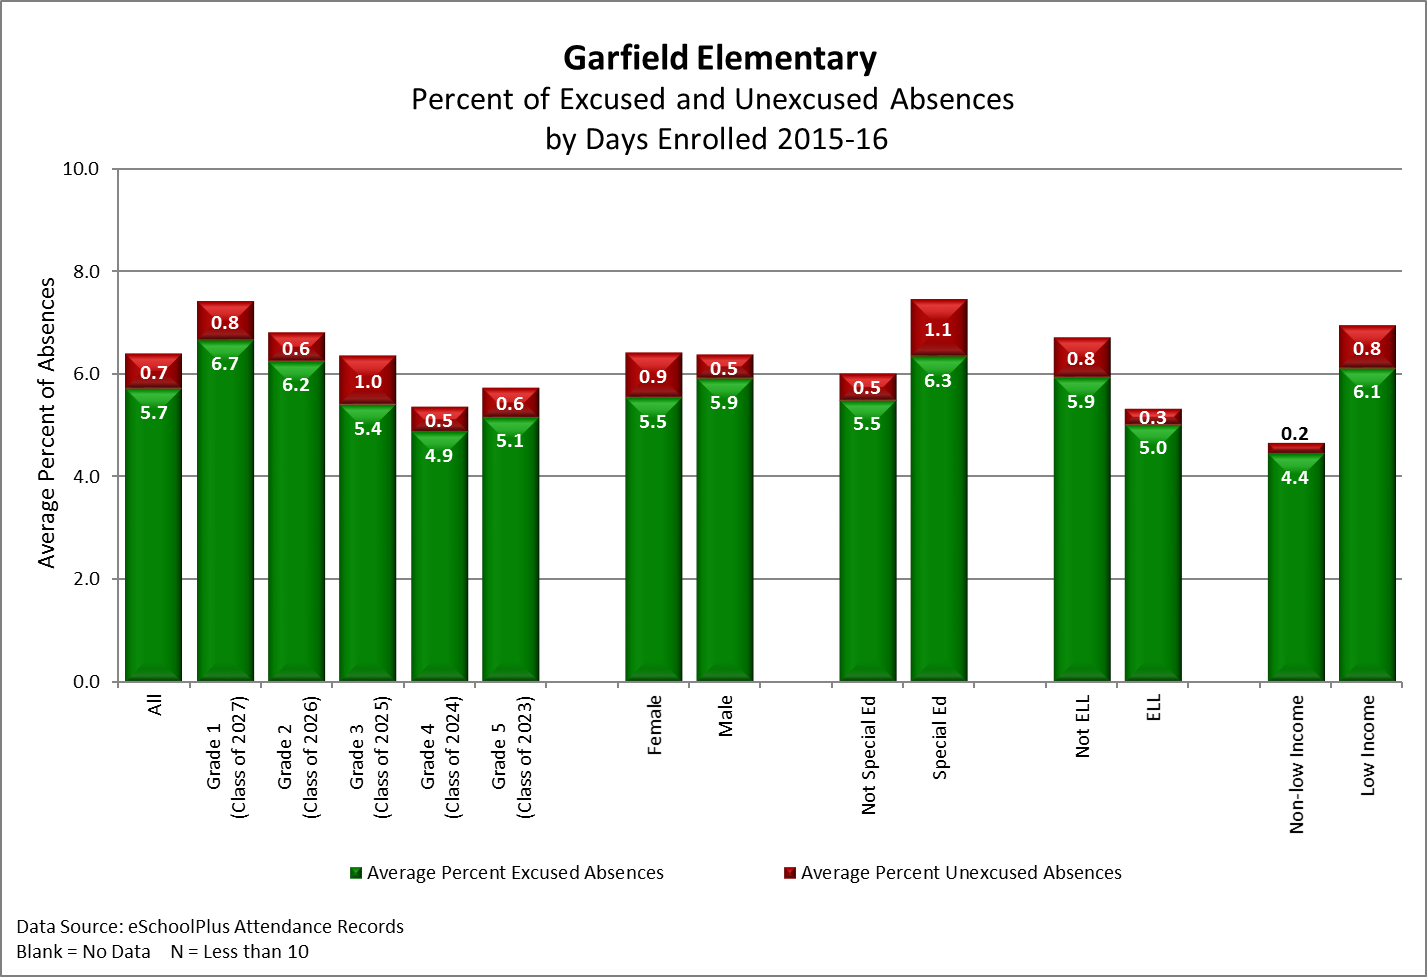 Garfield Elementary
Percent of Excused and Unexcused Absences
by Days Enrolled 2015-16
Average Percent of Absences
10.0
8.0
6.0
4.0
2.0
0.0
0.7
5.7
0.8
6.7
0.6
6.2
1.0
5.4
0.5
4.9
0.6
5.1
0.9
5.5
0.5
5.9
0.5
5.5
1.1
6.3
0.8
5.9
0.3
5.0
0.2
4.4
0.8
6.1
All
Grade 1
(Class of 2027)
Grade 2
(Class of 2026)
Grade 3
(Class of 2025)
Grade 4
(Class of 2024)
Grade 5
(Class of 2023)
Female
Male
Not Special Ed
Special Ed
Not ELL
ELL
Non-low Income
Low Income
Average Percent Excused Absences
Average Percent Unexcused Absences
Data Source: eSchoolPlus Attendance Records
Blank = No Data N = Less than 10